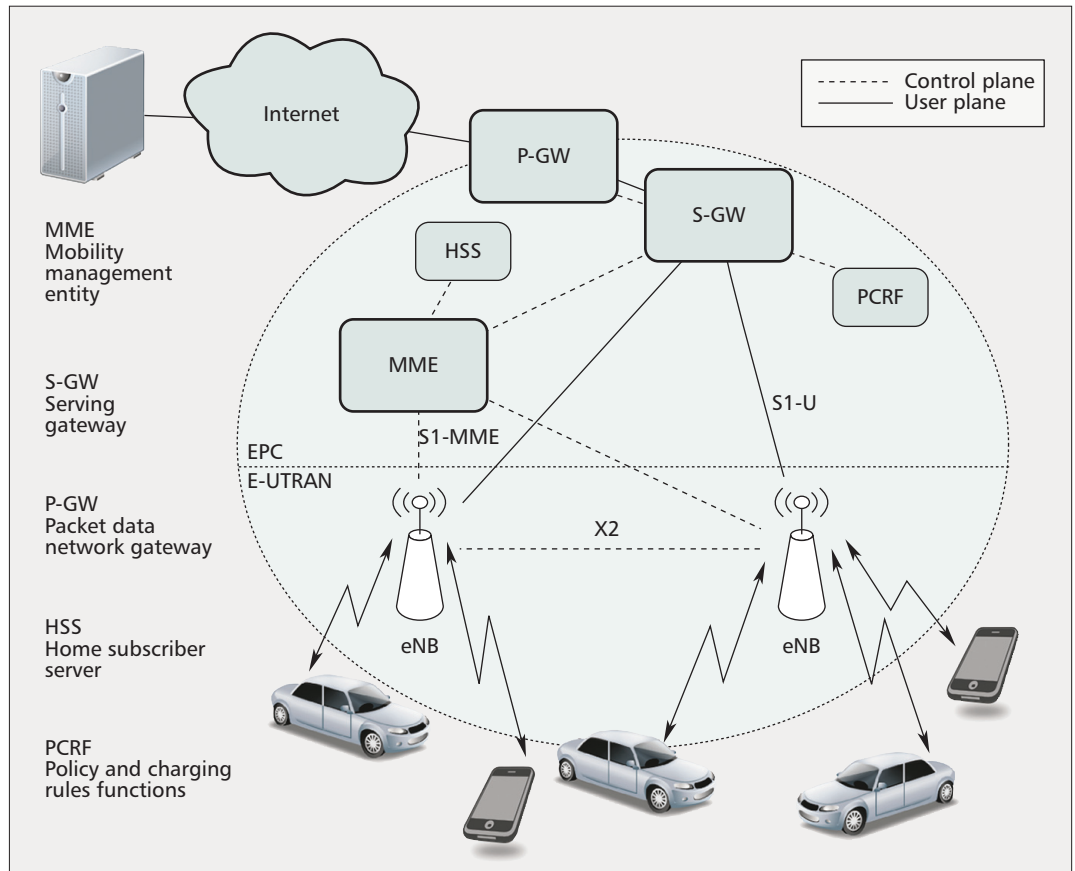 Control plane
User plane
Internet
P-GW
S-GW
HSS
PCRF
MME
S1-MME
S1-U
EPC
E-UTRAN
X2
eNB
eNB
MME
Mobility
management
entity
S-GW
Serving
gateway
P-GW
Packet data
network gateway
HSS
Home subscriber
server
PCRF
Policy and charging
rules functions